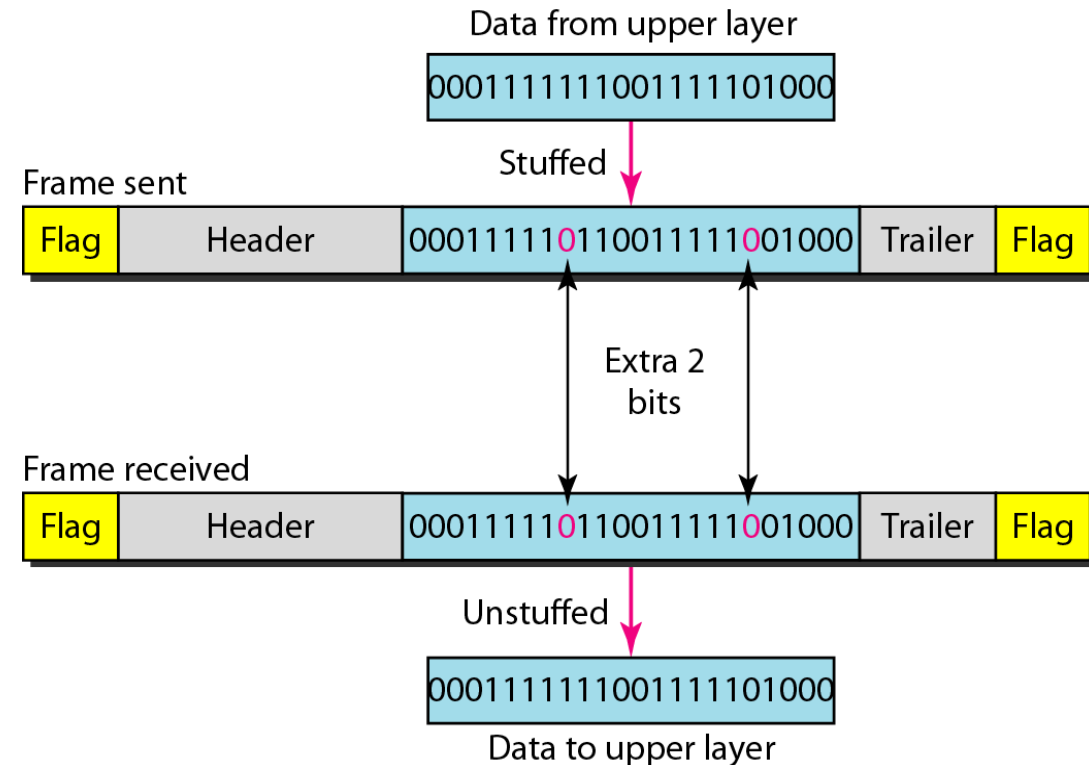 Data from upper layer
0001111111001111101000
Stuffed
Frame sent
Flag Header 000111110110011111001000 Trailer Flag
Extra 2
bits
Frame received
Flag Header 000111110110011111001000 Trailer Flag
Unstuffed
0001111111001111101000
Data to upper layer